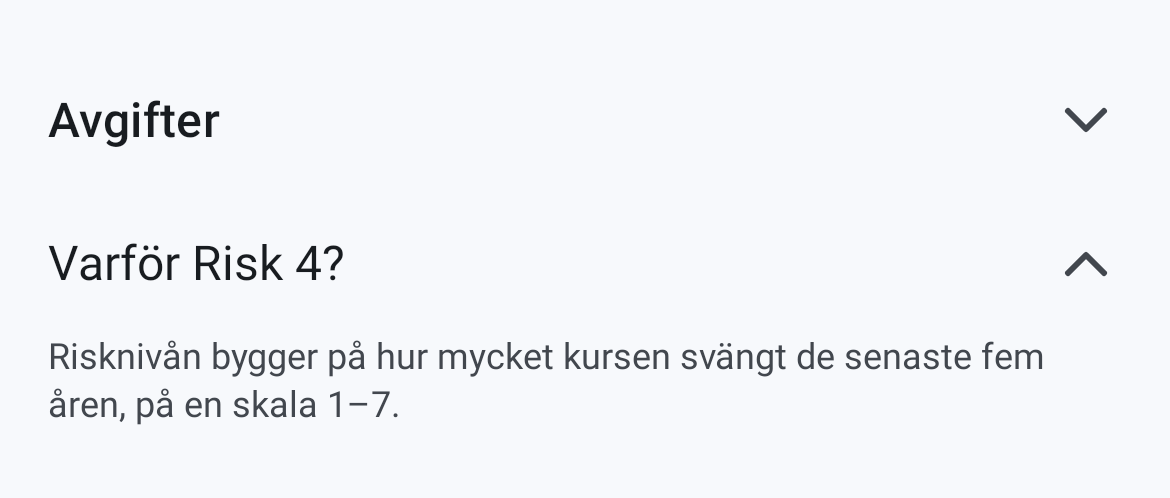 Avgifter
Varför Risk 4?
Risknivån bygger på hur mycket kursen svängt de senaste fem
åren, på en skala 1–7.